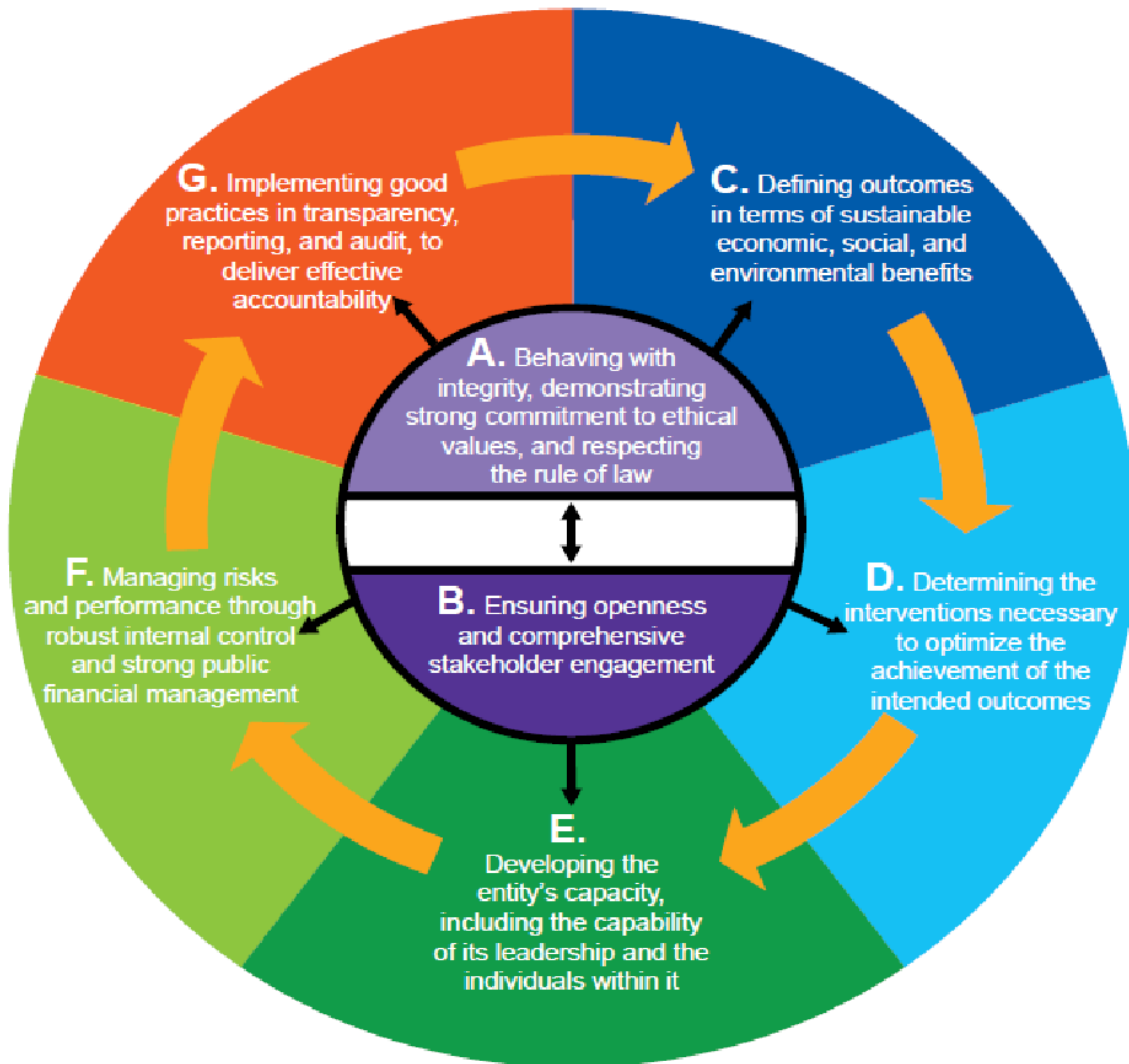 G. Implementing good
practices in transparency,
reporting, and audit, to
deliver effective
accountability
C. Defining outcomes
in terms of sustainable
economic, social, and
environmental benefits
A. Behaving with
integrity, demonstrating
strong commitment to ethical
values, and respecting
the rule of law
B. Ensuring openness
and comprehensive
stakeholder engagement
F. Managing risks
and performance through
robust internal control
and strong public
financial management
D. Determining the
interventions necessary
to optimize the
achievement of the
intended outcomes
E.
Developing the
entity's capacity,
including the capability
of its leadership and the
individuals within it